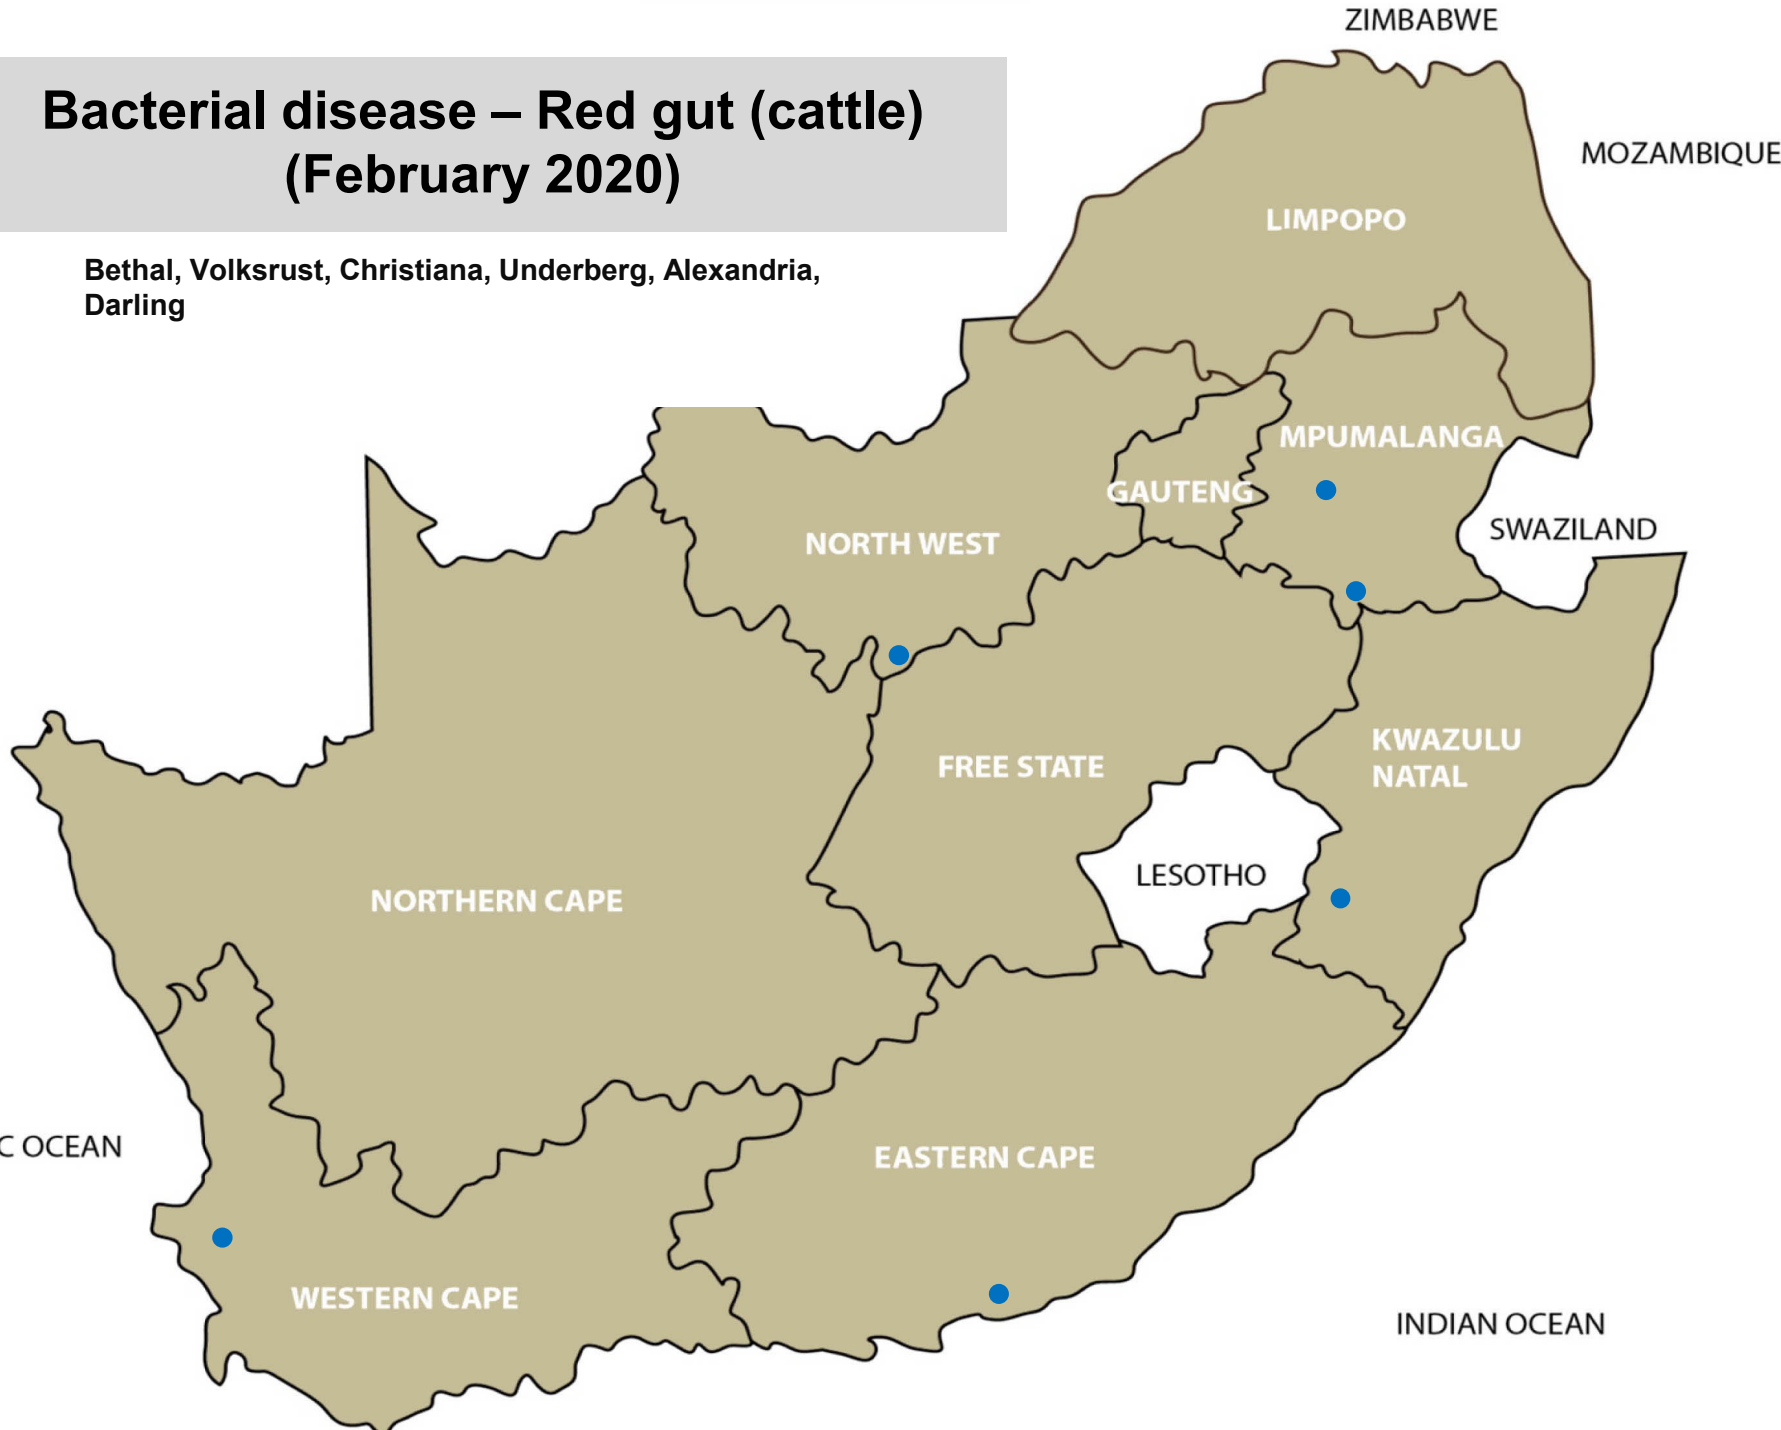 ZIMBABWE
Bacterial disease – Red gut (cattle)
(February 2020)
MOZAMBIQUE
LIMPOPO
Bethal, Volksrust, Christiana, Underberg, Alexandria,
Darling
MPUMALANGA
GAUTENG
SWAZILAND
NORTH WEST
KWAZULU
NATAL
FREE STATE
LESOTHO
NORTHERN CAPE
C OCEAN
EASTERN CAPE
WESTERN CAPE
INDIAN OCEAN